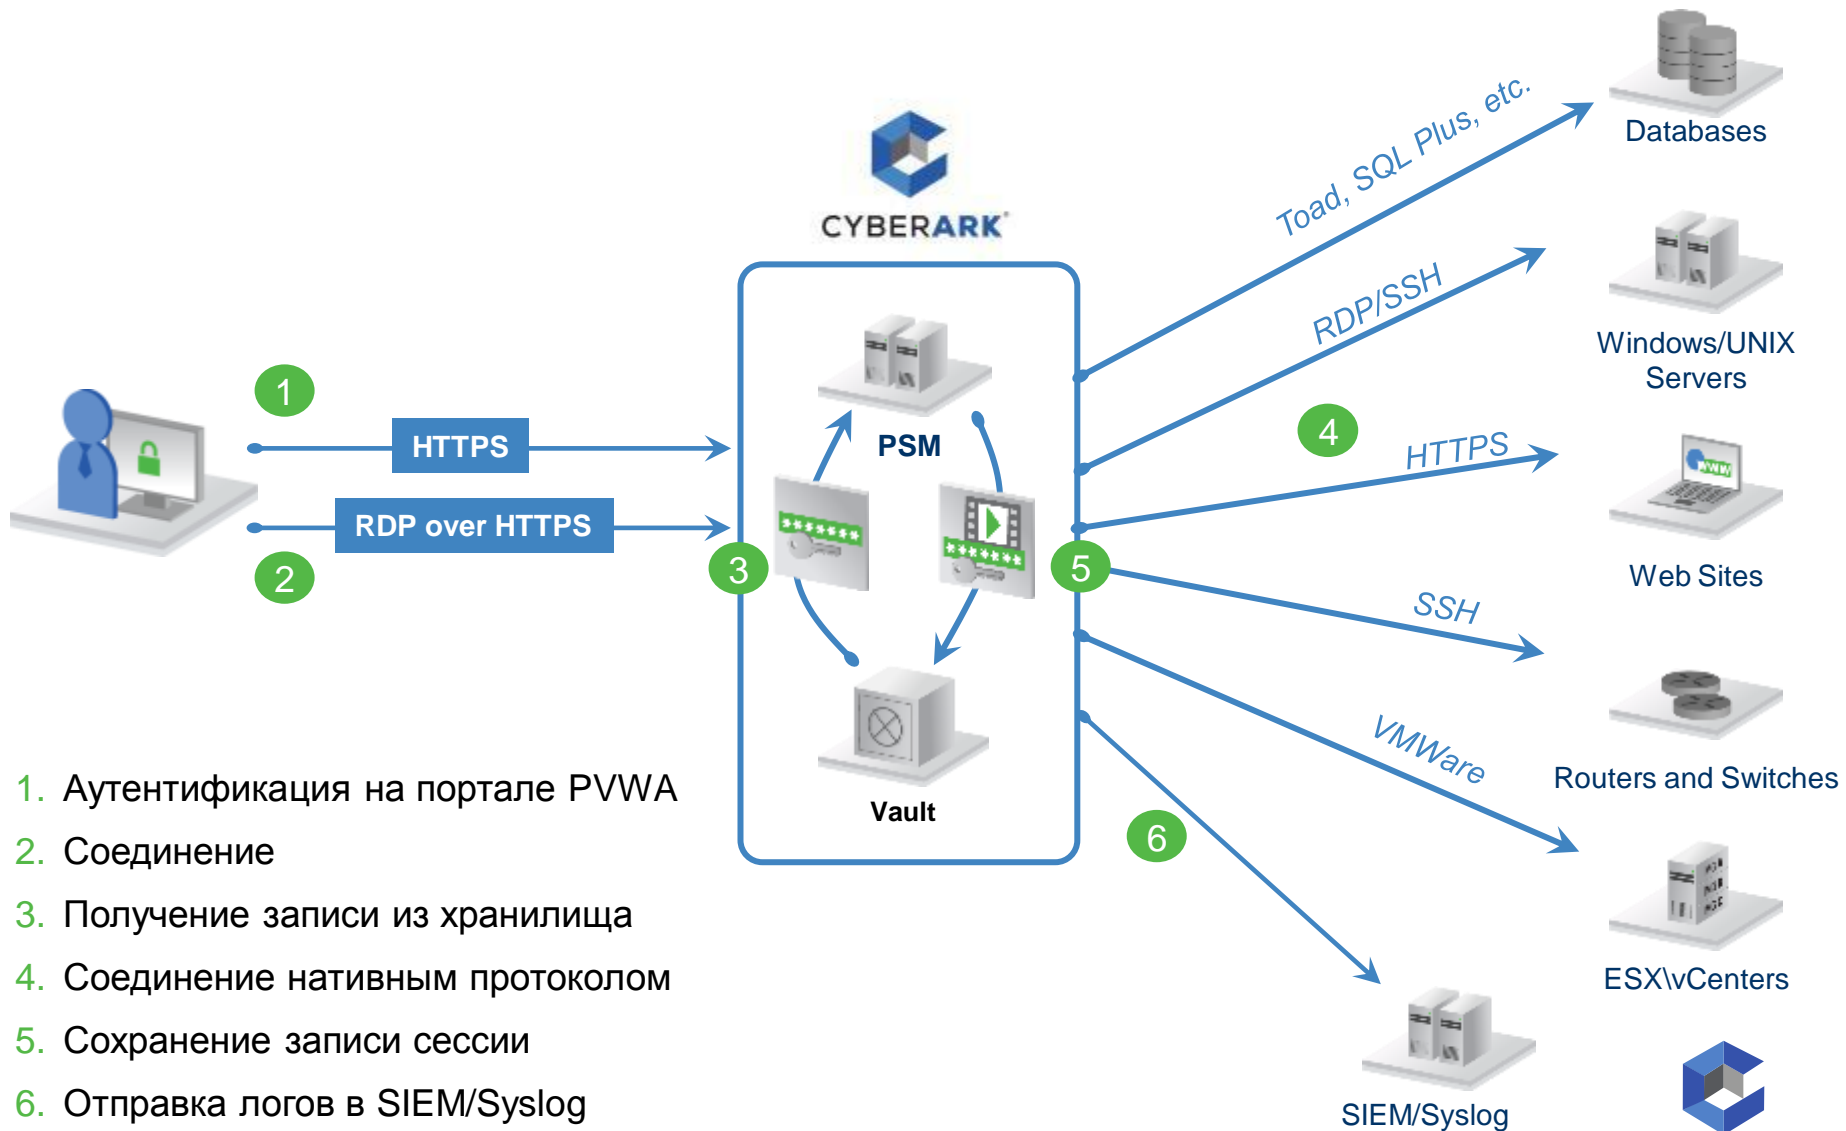 CYBERARK
Toad, SQL Plus, etc.
Databases
RDP/SSH
Windows/UNIX
Servers
1
HTTPS
PSM
4
HTTPS
RDP over HTTPS
2
3
5
www
Web Sites
SSH
Routers and Switches
VMWare
Vault
6
ESX\vCenters
SIEM/Syslog
1. Аутентификация на портале PVWA
2. Соединение
3. Получение записи из хранилища
4. Соединение нативным протоколом
5. Сохранение записи сессии
6. Отправка логов в SIEM/Syslog